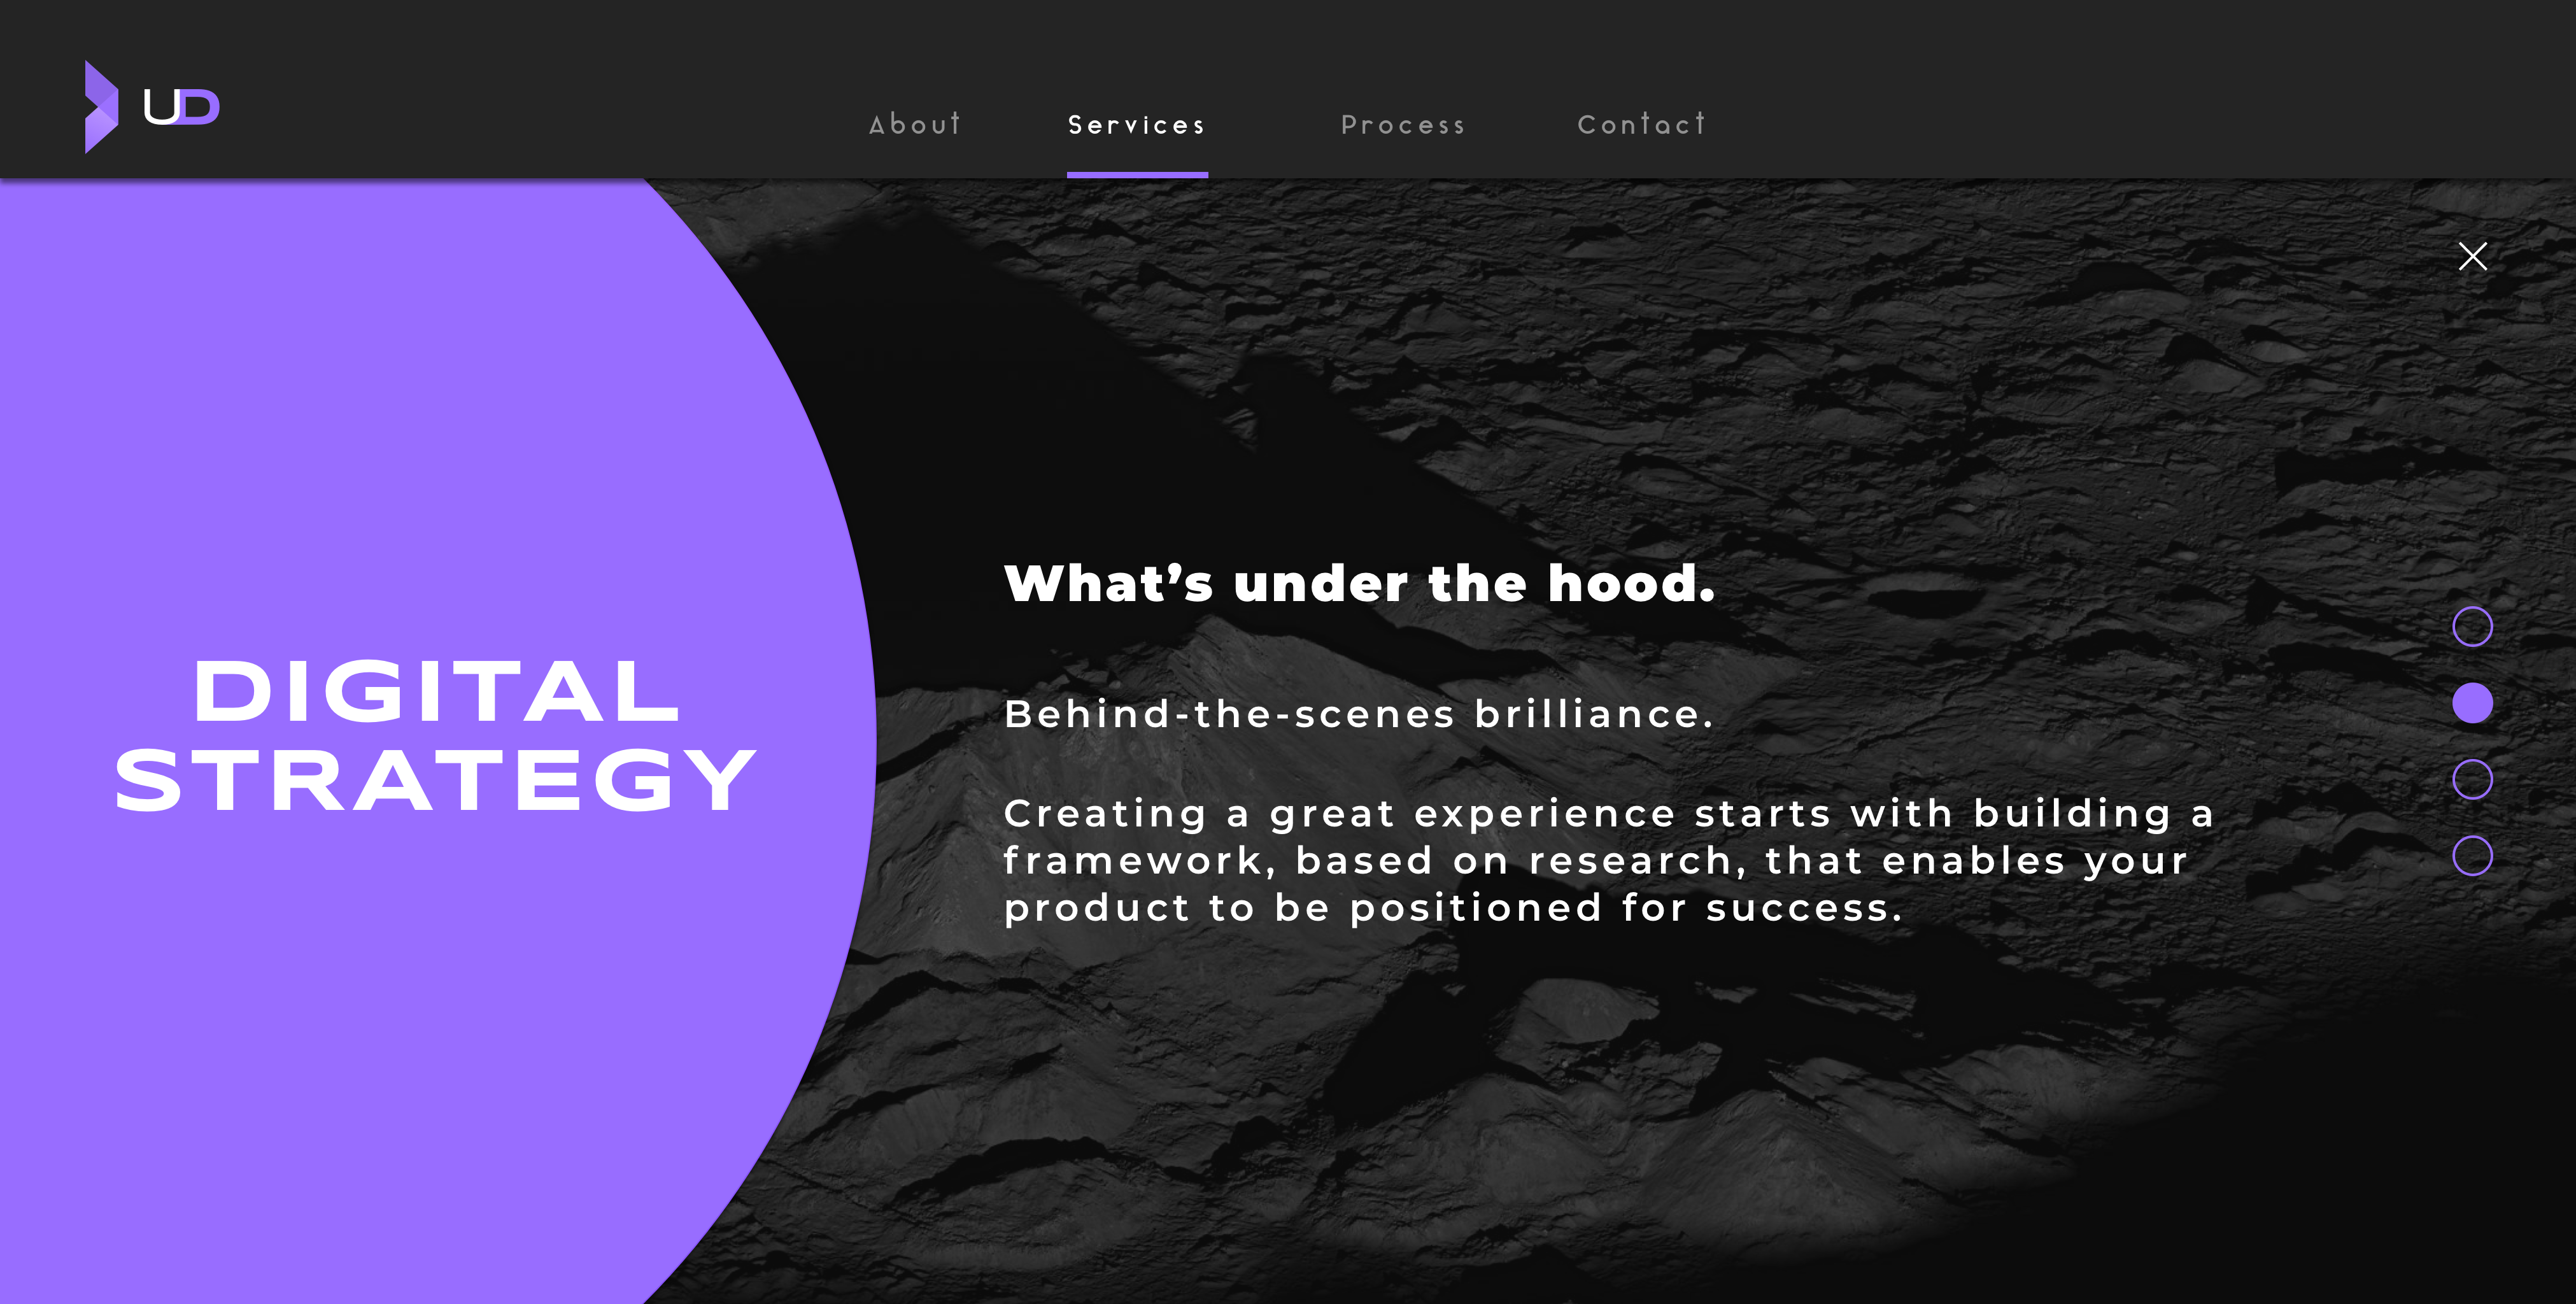 UD
About
Services
Process
Contact
DIGITAL
STRATEGY
What’s under the hood.
Behind-the-scenes brilliance.
Creating a great experience starts with building a
framework, based on research, that enables your
product to be positioned for success.